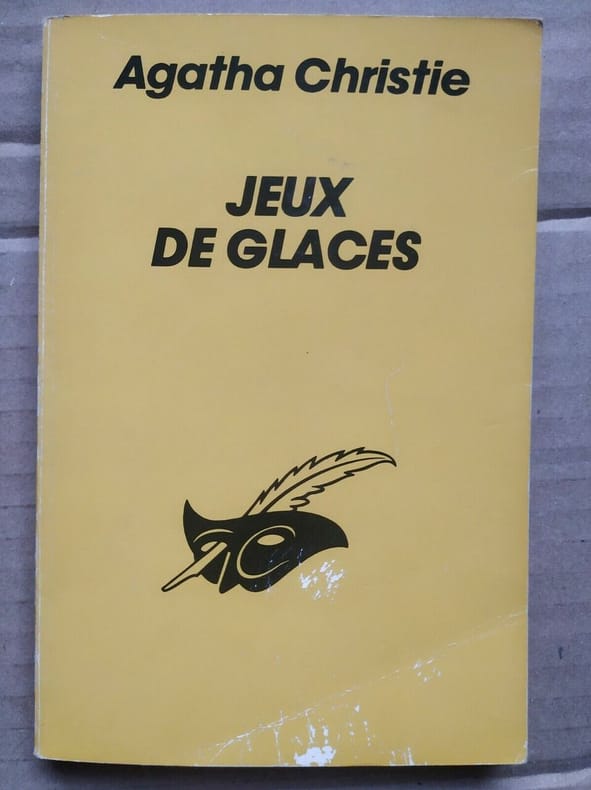 Agatha Christie
JEUX
DE GLACES